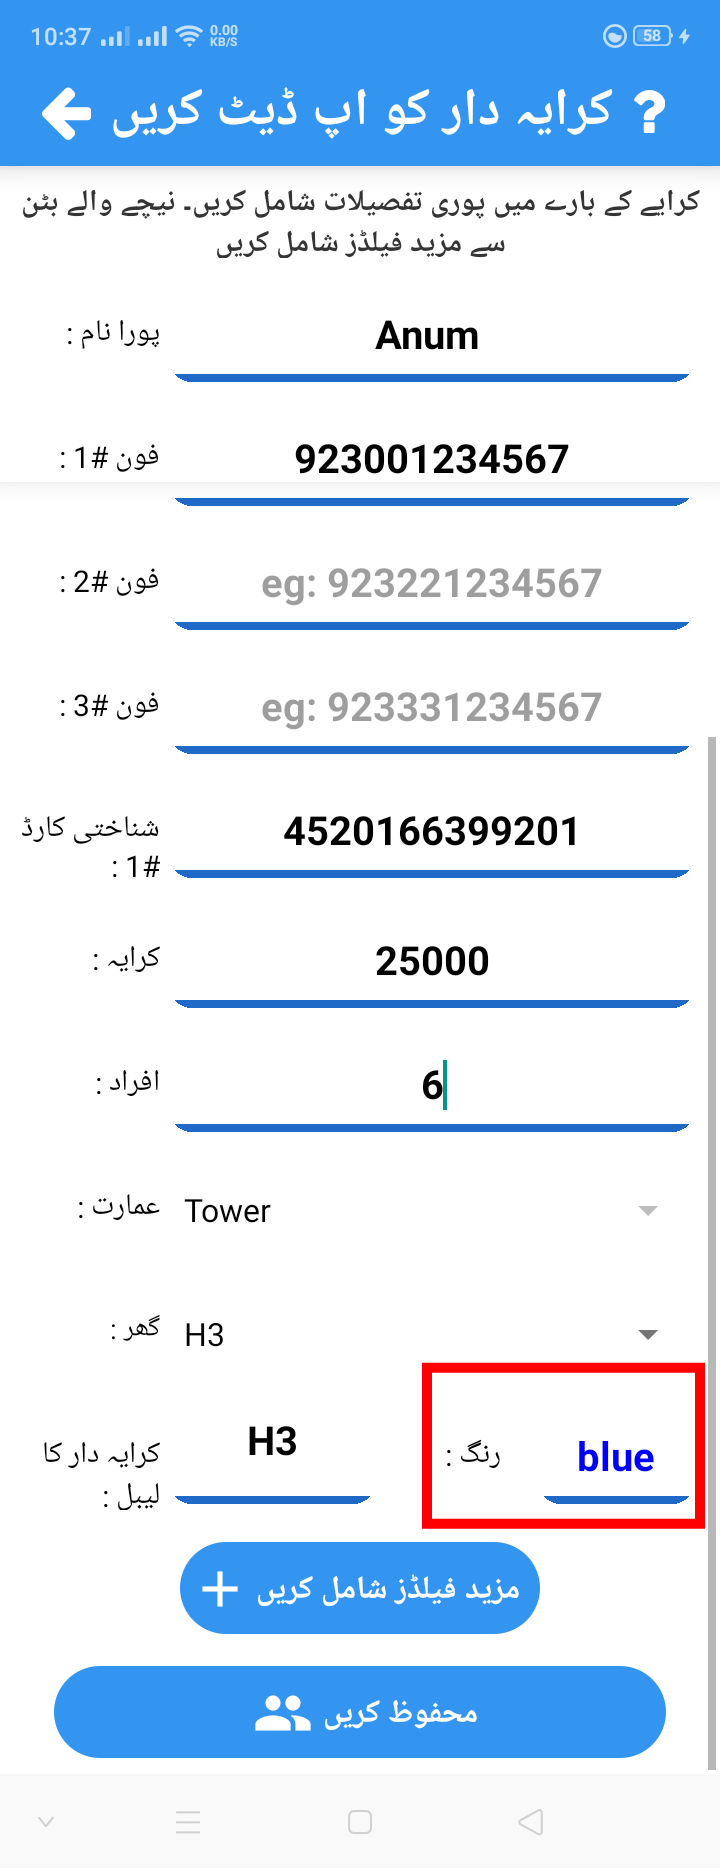 10:37 0.00 KB/S 58
کرایہ دار کو اپ ڈیٹ کریں ?
کرایے کے بارے میں پوری تفصیلات شامل کریں۔ نیچے والے بٹن
سے مزید فیلڈز شامل کریں
پورا نام : Anum
فون #1 : 923001234567
فون #2 : eg: 923221234567
فون #3 : eg: 923331234567
شناختی کارڈ
#1 : 4520166399201
کرایہ : 25000
افراد : 6
عمارت : Tower
گھر : H3
کرایہ دار کا
لیبل : H3
رنگ : blue
مزید فیلڈز شامل کریں +
محفوظ کریں